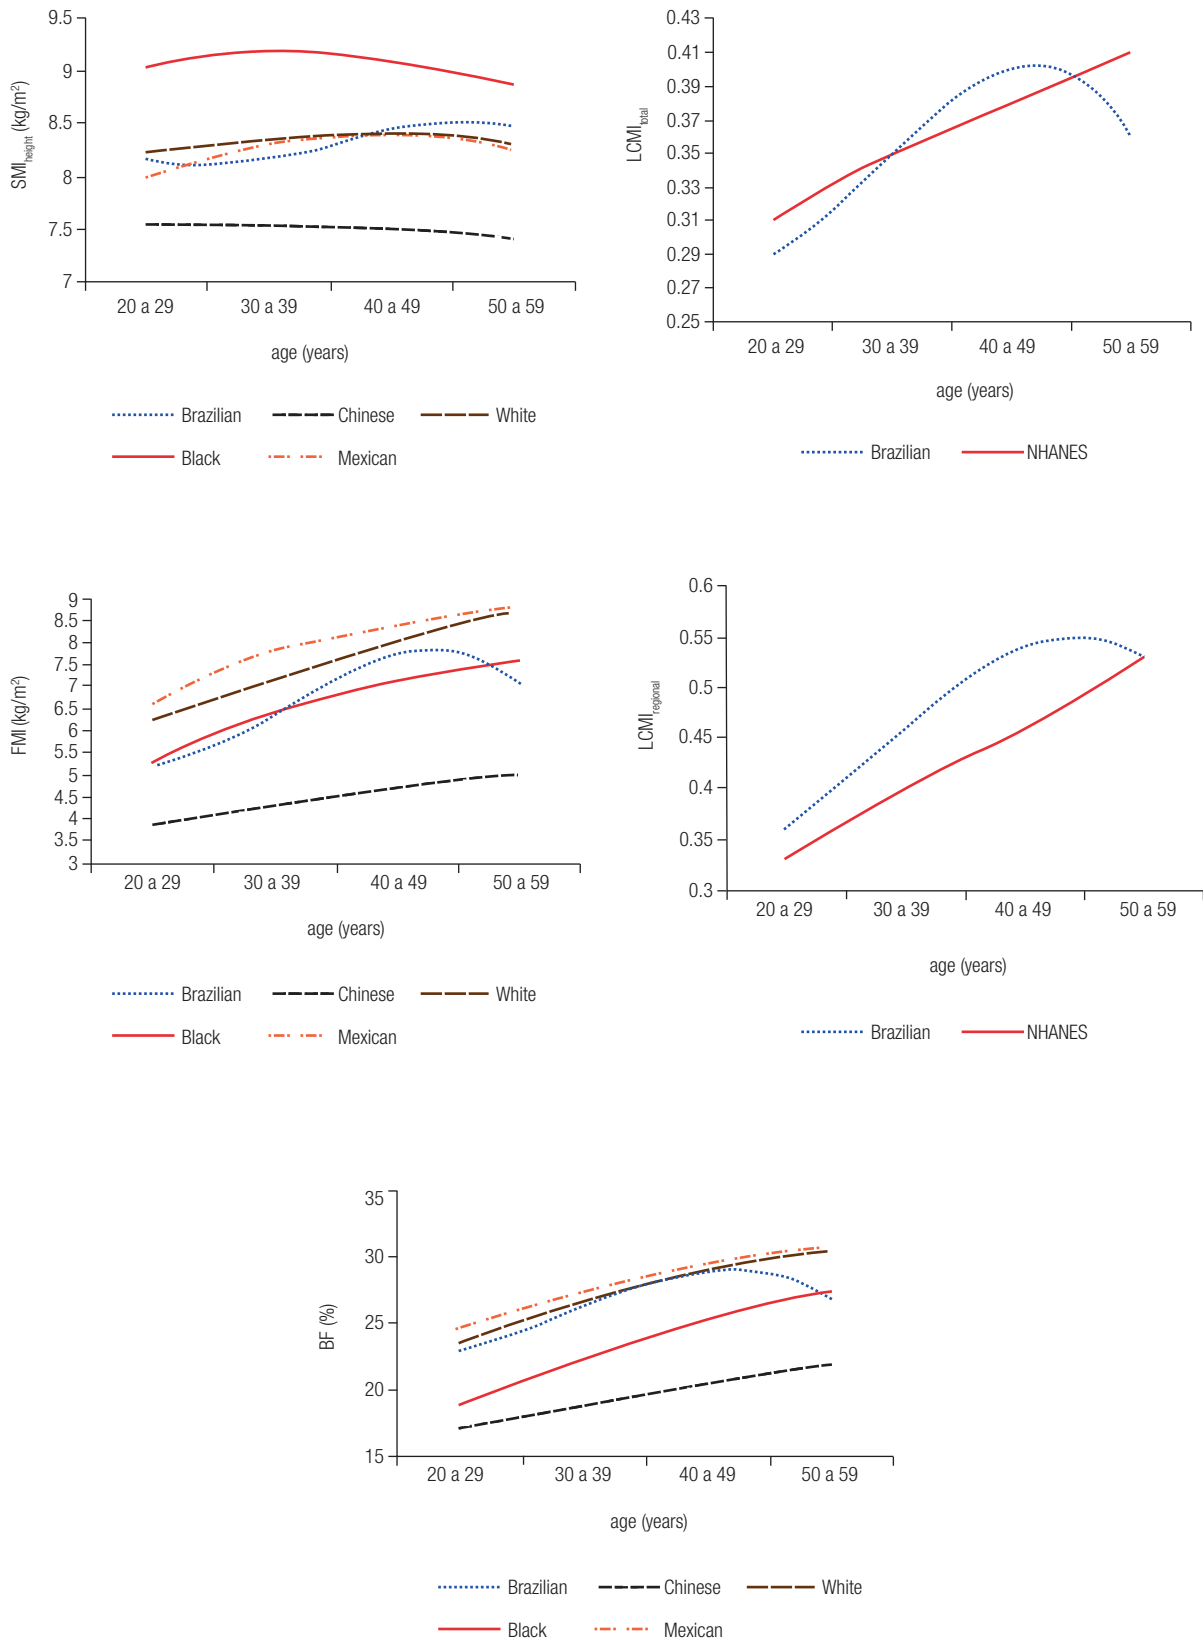 9.5
9
8.5
8
7.5
7
SMIheight (kg/m²)
20 a 29 30 a 39 40 a 49 50 a 59
age (years)
Brazilian Chinese White
Black Mexican
0.43
0.41
0.39
0.37
0.35
0.33
0.31
0.29
0.27
0.25
LCMItotal
20 a 29 30 a 39 40 a 49 50 a 59
age (years)
Brazilian NHANES
9
8.5
8
7.5
7
6.5
6
5.5
5
4.5
4
3.5
3
FMI (kg/m²)
20 a 29 30 a 39 40 a 49 50 a 59
age (years)
Brazilian Chinese White
Black Mexican
0.6
0.55
0.5
0.45
0.4
0.35
0.3
LCMIregional
20 a 29 30 a 39 40 a 49 50 a 59
age (years)
Brazilian NHANES
35
30
25
20
15
BF (%)
20 a 29 30 a 39 40 a 49 50 a 59
age (years)
Brazilian Chinese White
Black Mexican